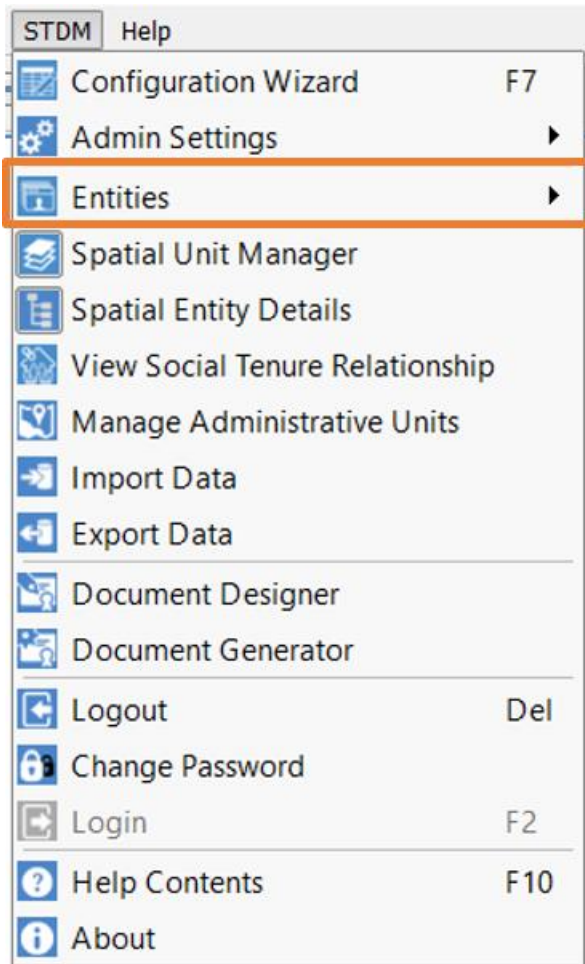 STDM Help
Configuration Wizard F7
Admin Settings
Entities
Spatial Unit Manager
Spatial Entity Details
View Social Tenure Relationship
Manage Administrative Units
Import Data
Export Data
Document Designer
Document Generator
Logout Del
Change Password
Login F2
Help Contents F10
About